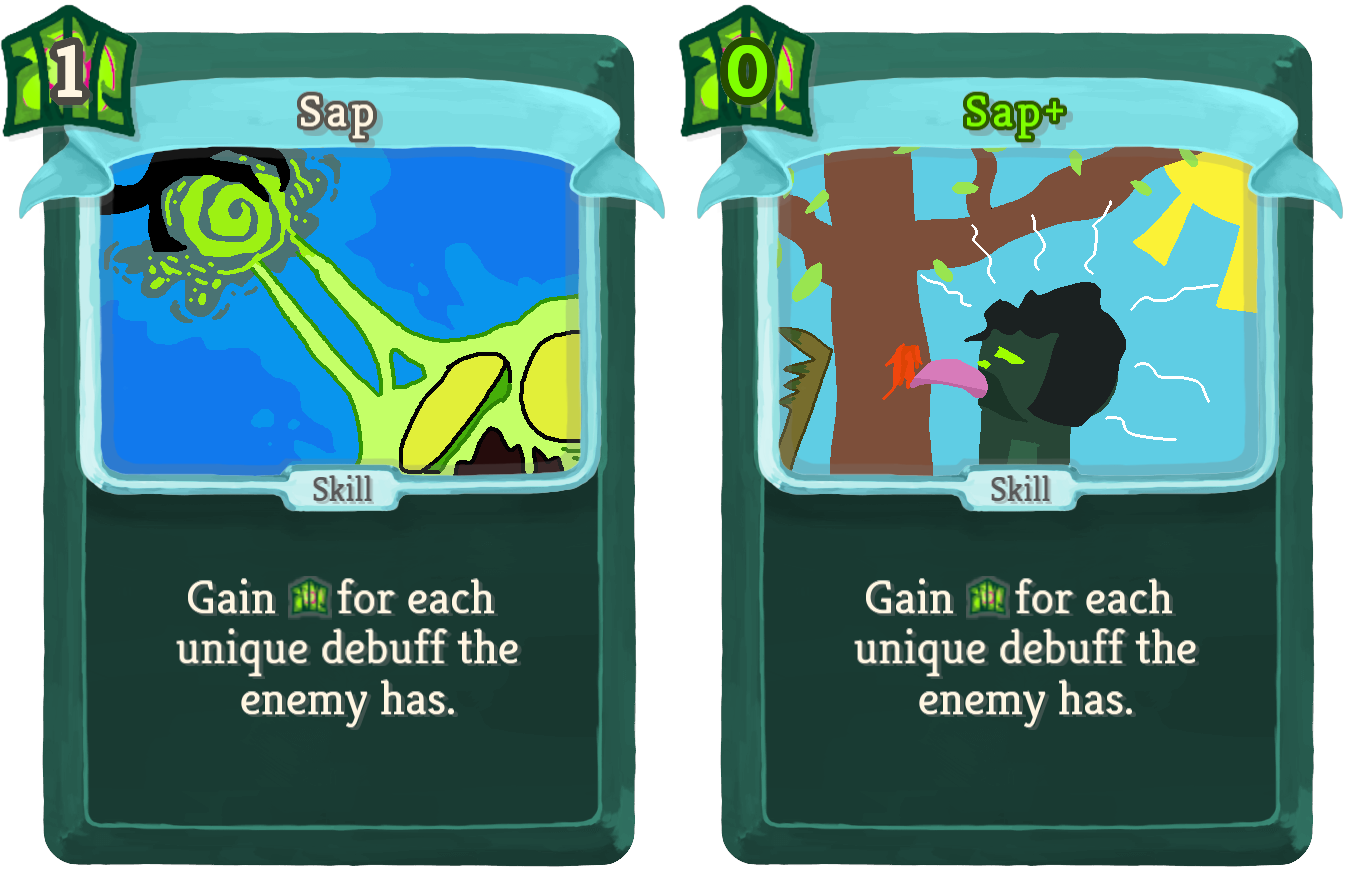 1
Sap
Skill
Gain for each
unique debuff the
enemy has.
0
Sap+
Skill
Gain for each
unique debuff the
enemy has.